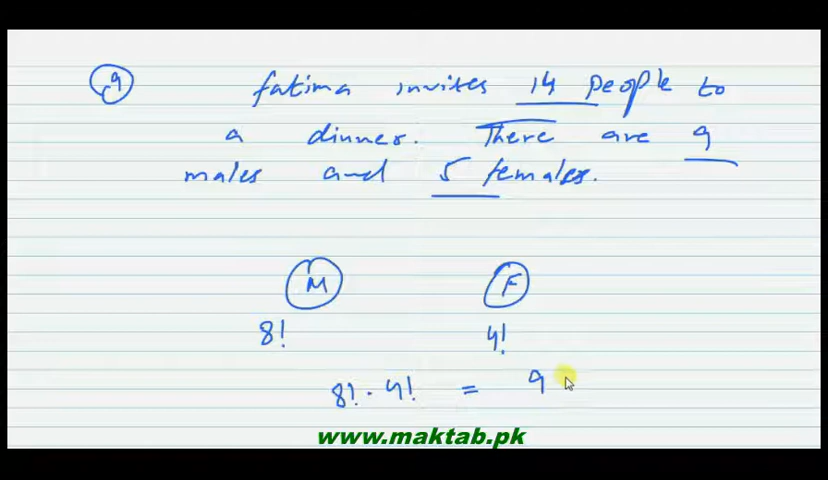 9
Fatima invites 14 people to
a dinner. There are 9
males and 5 females.
M F
8! 4!
8! · 4! = 9
www.maktab.pk